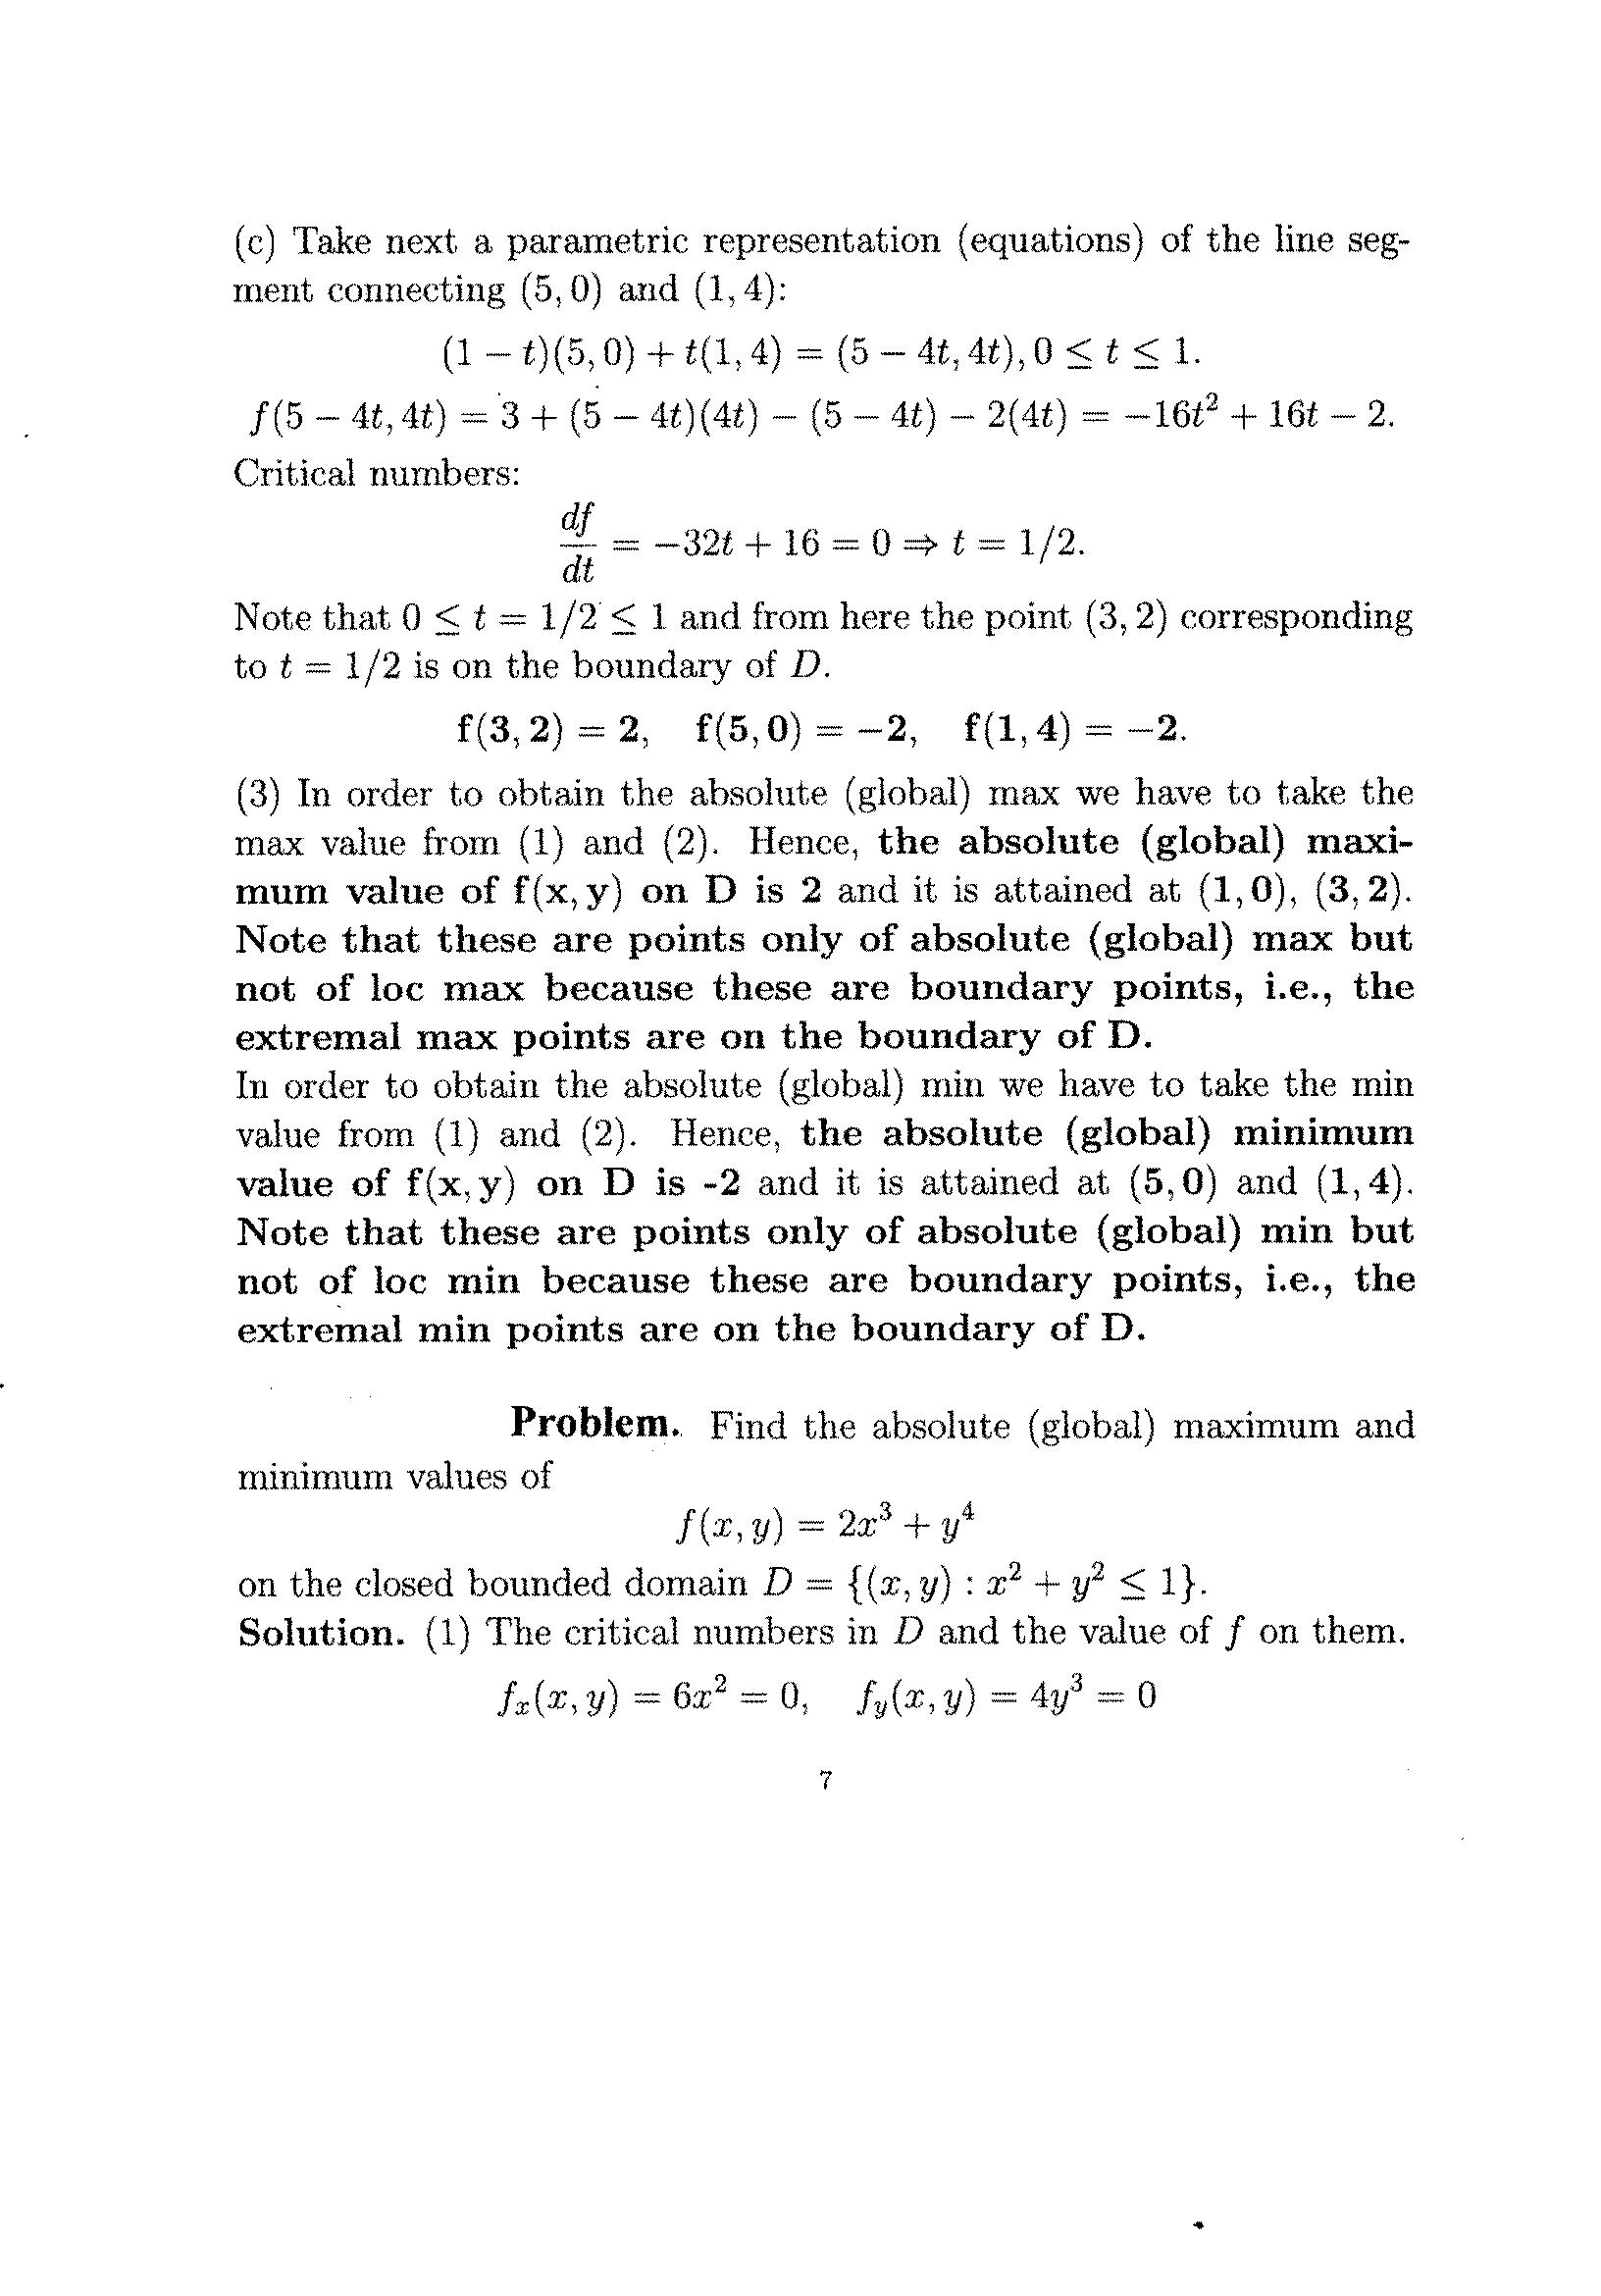 (c) Take next a parametric representation (equations) of the line seg-
ment connecting (5, 0) and (1, 4):
(1 − t)(5, 0) + t(1, 4) = (5 − 4t, 4t), 0 ≤ t ≤ 1.
f(5 − 4t, 4t) = 3 + (5 − 4t)(4t) − (5 − 4t) − 2(4t) = −16t² + 16t − 2.
Critical numbers:
df/dt = −32t + 16 = 0 ⇒ t = 1/2.
Note that 0 ≤ t = 1/2 ≤ 1 and from here the point (3, 2) corresponding
to t = 1/2 is on the boundary of D.
f(3, 2) = 2, f(5, 0) = −2, f(1, 4) = −2.
(3) In order to obtain the absolute (global) max we have to take the
max value from (1) and (2). Hence, the absolute (global) maxi-
mum value of f(x, y) on D is 2 and it is attained at (1, 0), (3, 2).
Note that these are points only of absolute (global) max but
not of loc max because these are boundary points, i.e., the
extremal max points are on the boundary of D.
In order to obtain the absolute (global) min we have to take the min
value from (1) and (2). Hence, the absolute (global) minimum
value of f(x, y) on D is -2 and it is attained at (5, 0) and (1, 4).
Note that these are points only of absolute (global) min but
not of loc min because these are boundary points, i.e., the
extremal min points are on the boundary of D.
Problem. Find the absolute (global) maximum and
minimum values of
f(x, y) = 2x³ + y⁴
on the closed bounded domain D = {(x, y) : x² + y² ≤ 1}.
Solution. (1) The critical numbers in D and the value of f on them.
fₓ(x, y) = 6x² = 0, f_y(x, y) = 4y³ = 0
7